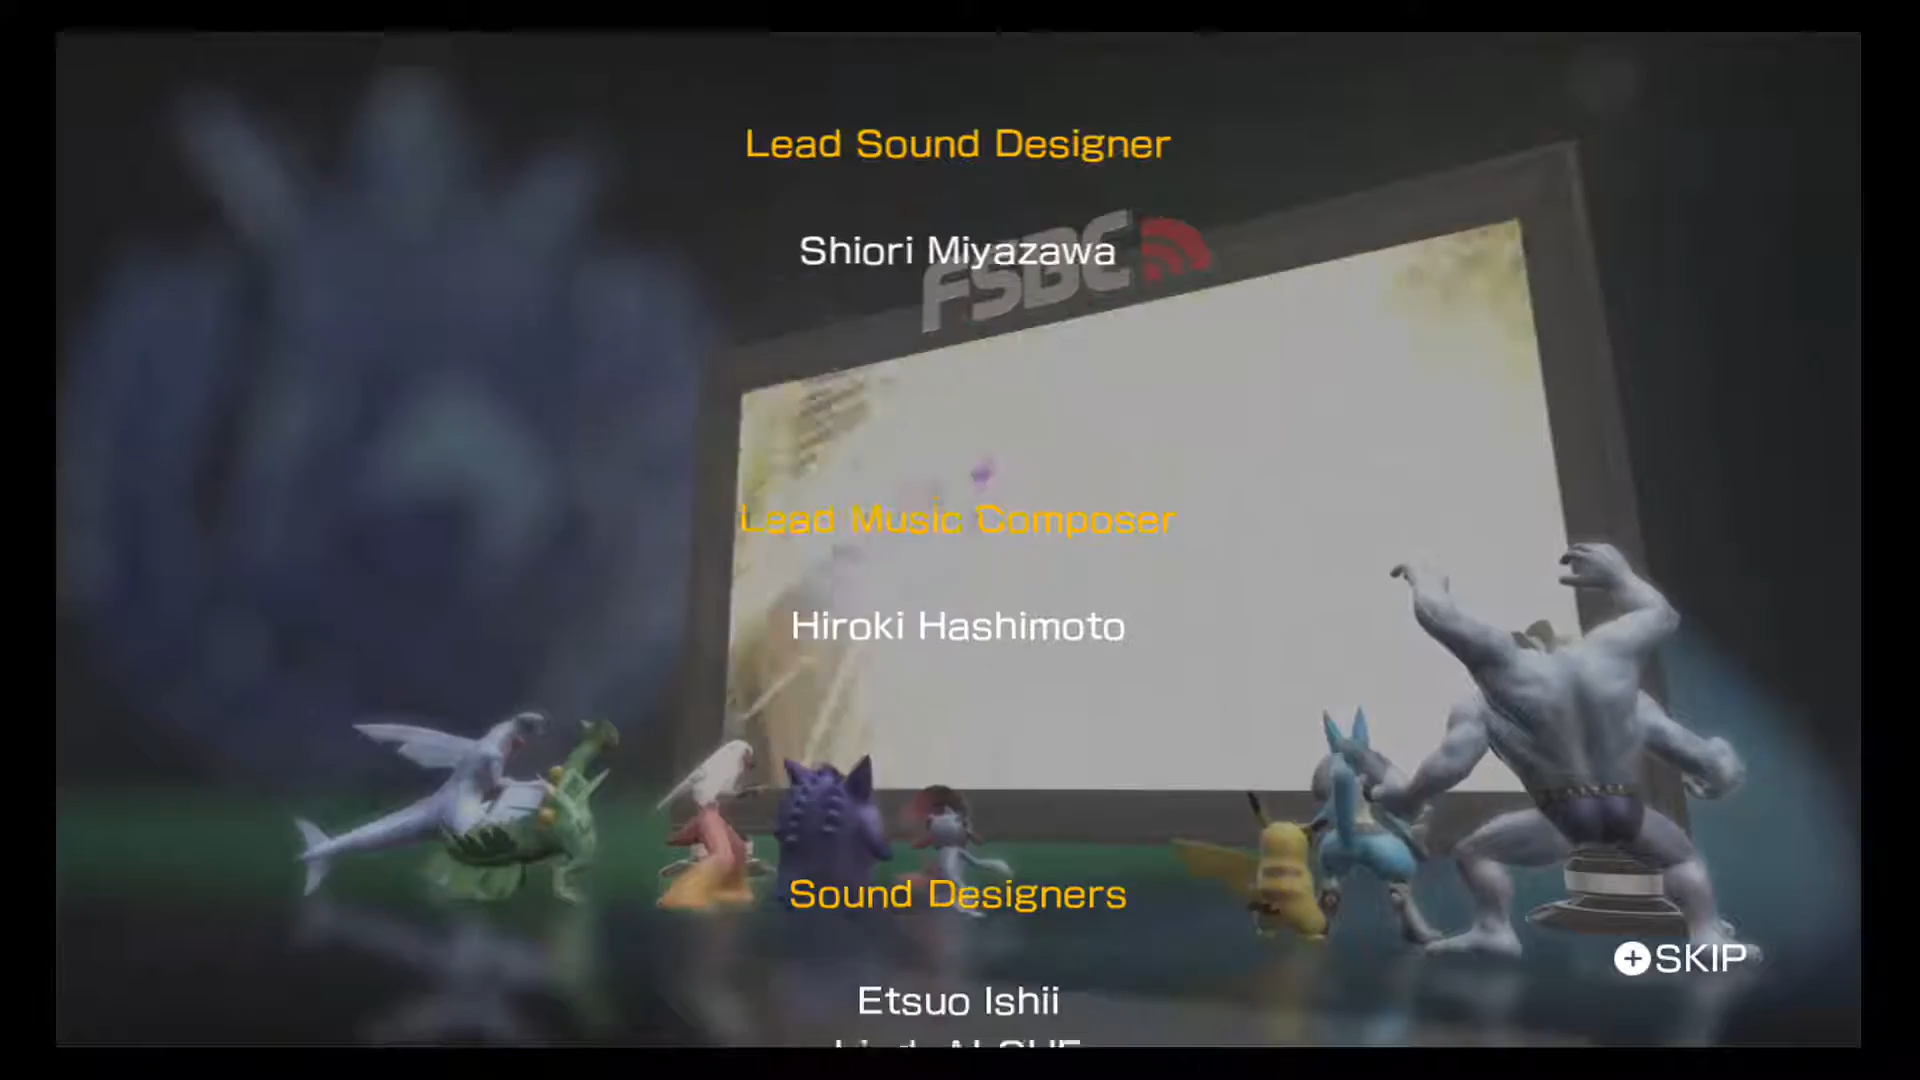 Lead Sound Designer
Shiori Miyazawa
FSBC
Lead Music Composer
Hiroki Hashimoto
Sound Designers
SKIP
Etsuo Ishii